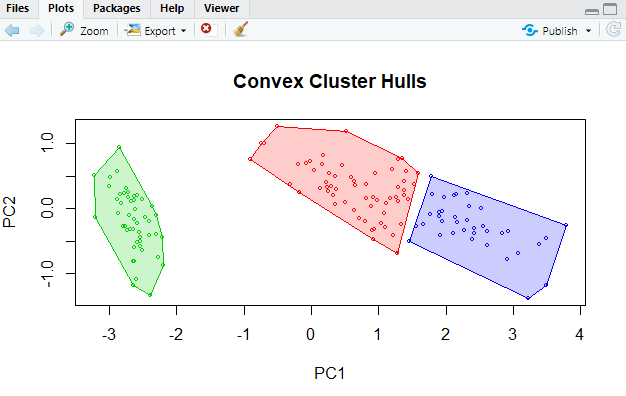 Files Plots Packages Help Viewer
Zoom Export Publish
Convex Cluster Hulls
PC2
1.0
0.0
-1.0
-3 -2 -1 0 1 2 3 4
PC1